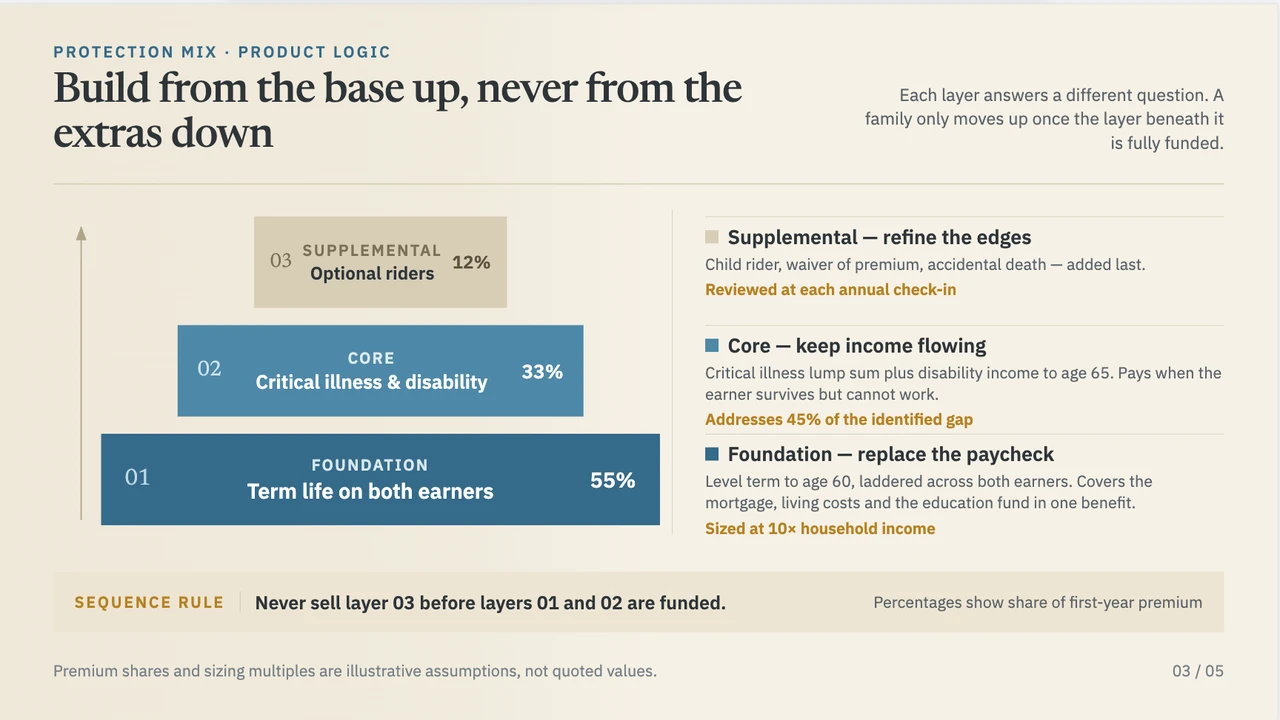 PROTECTION MIX · PRODUCT LOGIC
Build from the base up, never from the
extras down
Each layer answers a different question. A
family only moves up once the layer beneath it
is fully funded.
03
SUPPLEMENTAL
Optional riders
12%
02
CORE
Critical illness & disability
33%
01
FOUNDATION
Term life on both earners
55%
Supplemental — refine the edges
Child rider, waiver of premium, accidental death — added last.
Reviewed at each annual check-in
Core — keep income flowing
Critical illness lump sum plus disability income to age 65. Pays when the
earner survives but cannot work.
Addresses 45% of the identified gap
Foundation — replace the paycheck
Level term to age 60, laddered across both earners. Covers the
mortgage, living costs and the education fund in one benefit.
Sized at 10× household income
SEQUENCE RULE
Never sell layer 03 before layers 01 and 02 are funded.
Percentages show share of first-year premium
Premium shares and sizing multiples are illustrative assumptions, not quoted values.
03 / 05